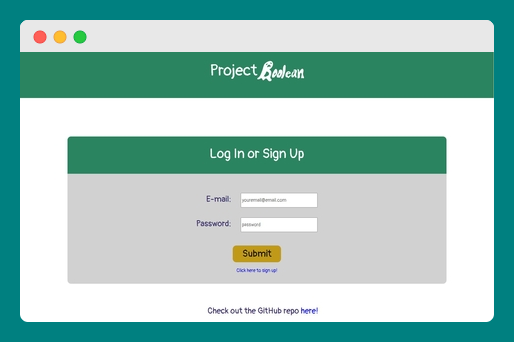 Project Boolean
Log In or Sign Up
E-mail: youremail@email.com
Password: password
Submit
Click here to sign up!
Check out the GitHub repo here!